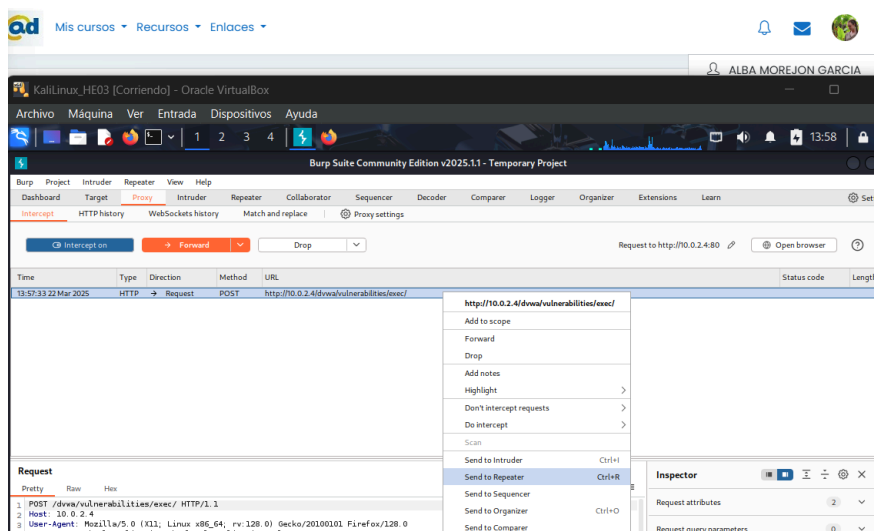 ad Mis cursos Recursos Enlaces
ALBA MOREJON GARCIA
KaliLinux_HE03 [Corriendo] - Oracle VirtualBox
Archivo Máquina Ver Entrada Dispositivos Ayuda
1 2 3 4 13:58
Burp Suite Community Edition v2025.1.1 - Temporary Project
Burp Project Intruder Repeater View Help
Dashboard Target Proxy Intruder Repeater Collaborator Sequencer Decoder Comparer Logger Organizer Extensions Learn
Intercept HTTP history WebSockets history Match and replace Proxy settings
Intercept on Forward Drop Request to http://10.0.2.4:80 Open browser
Time Type Direction Method URL Status code Length
13:57:33 22 Mar 2025 HTTP → Request POST http://10.0.2.4/dvwa/vulnerabilities/exec/
http://10.0.2.4/dvwa/vulnerabilities/exec/
Add to scope
Forward
Drop
Add notes
Highlight
Don't intercept requests
Do intercept
Scan
Send to Intruder Ctrl+I
Send to Repeater Ctrl+R
Send to Sequencer
Send to Organizer Ctrl+O
Send to Comparer
Request
Pretty Raw Hex
1 POST /dvwa/vulnerabilities/exec/ HTTP/1.1
2 Host: 10.0.2.4
3 User-Agent: Mozilla/5.0 (X11; Linux x86_64; rv:128.0) Gecko/20100101 Firefox/128.0
Inspector
Request attributes 2
Request query parameters 0